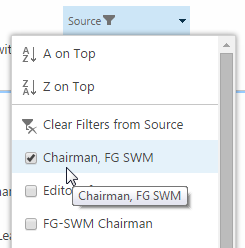 Source
A on Top
Z on Top
Clear Filters from Source
Chairman, FG SWM
Chairman, FG SWM
FG-SWM Chairman